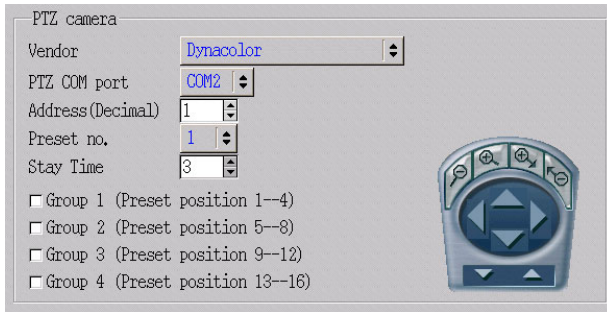 PTZ camera
Vendor Dynacolor
PTZ COM port COM2
Address(Decimal) 1
Preset no. 1
Stay Time 3
Group 1 (Preset position 1--4)
Group 2 (Preset position 5--8)
Group 3 (Preset position 9--12)
Group 4 (Preset position 13--16)